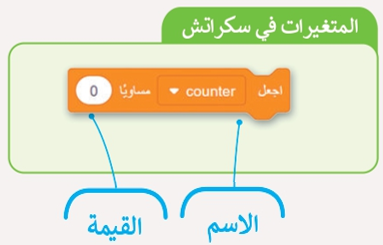 المتغيرات في سكراتش
اجعل counter مساويًا 0
الاسم القيمة